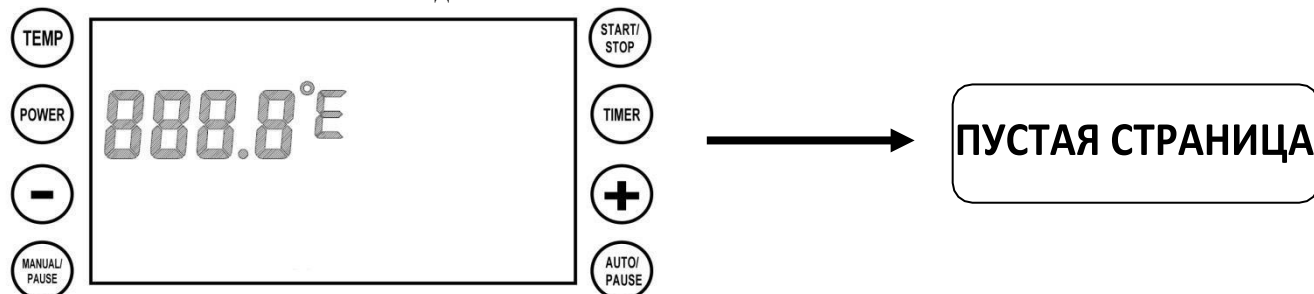 TEMP
START/
STOP
POWER
888.8°E
TIMER
ПУСТАЯ СТРАНИЦА
-
+
MANUAL/
PAUSE
AUTO/
PAUSE